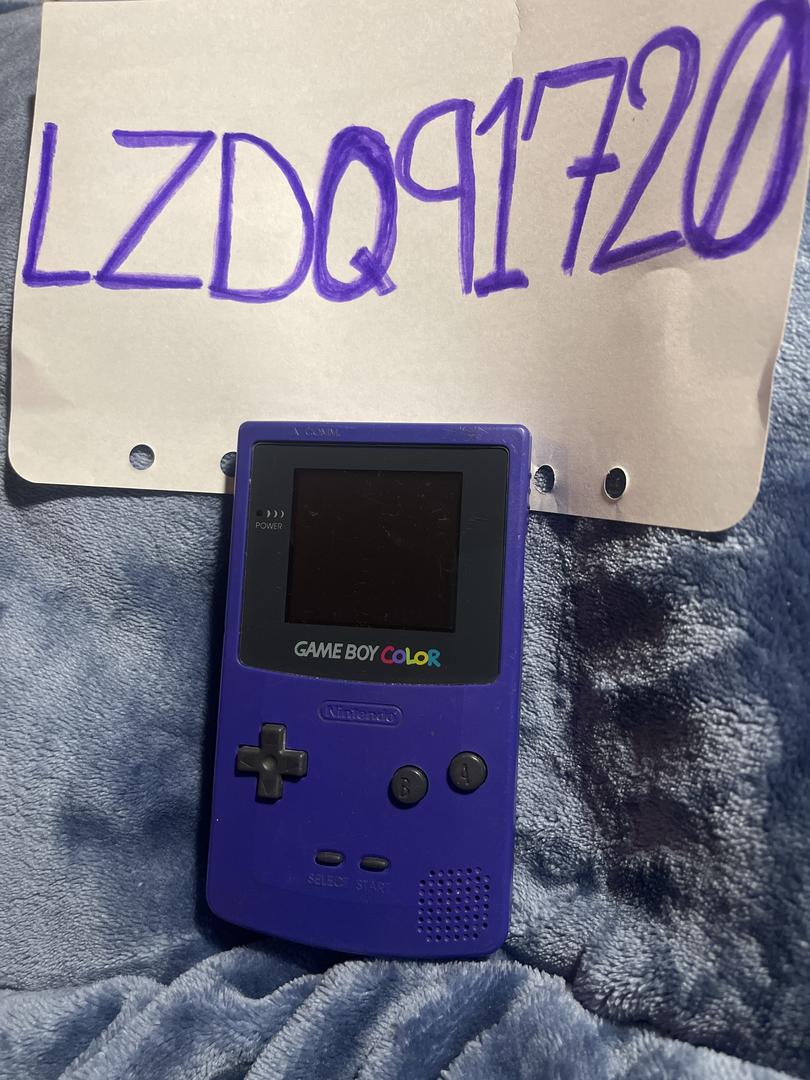 LZDQ91720
COMM.
POWER
GAME BOY COLOR
Nintendo
B A
SELECT START